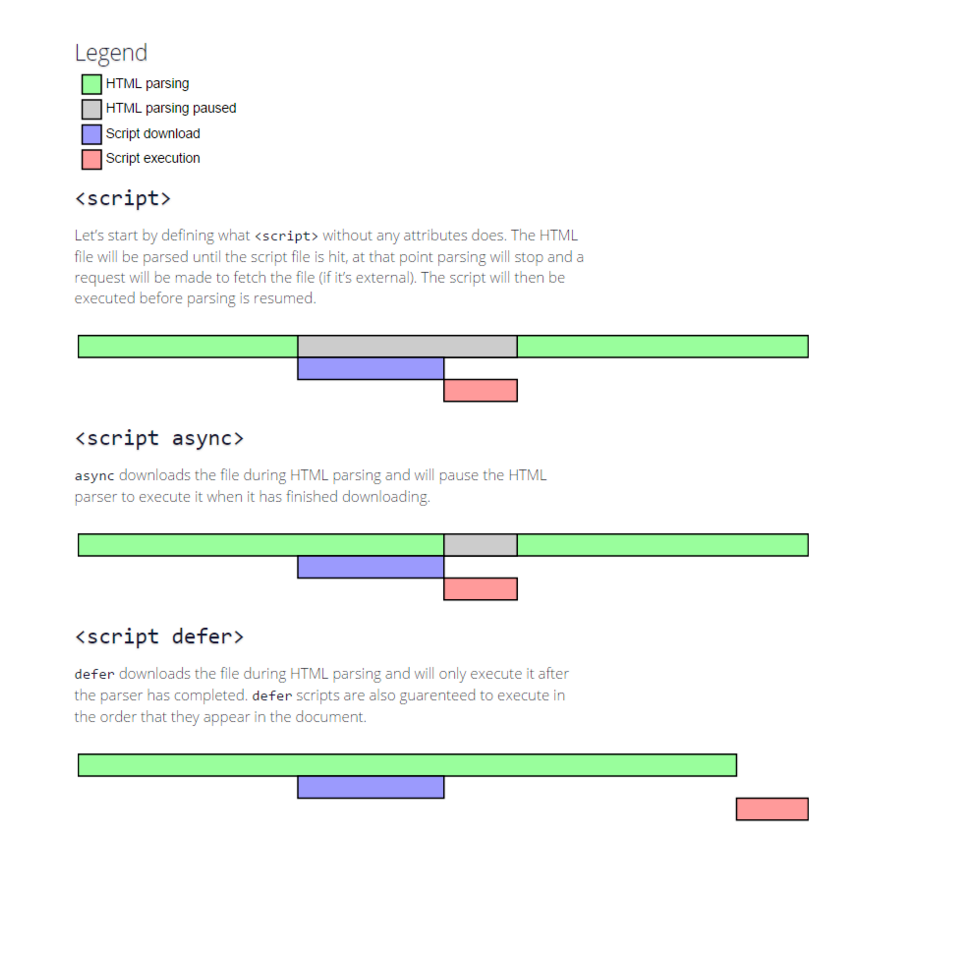 Legend
HTML parsing
HTML parsing paused
Script download
Script execution
<script>
Let's start by defining what <script> without any attributes does. The HTML
file will be parsed until the script file is hit, at that point parsing will stop and a
request will be made to fetch the file (if it's external). The script will then be
executed before parsing is resumed.
<script async>
async downloads the file during HTML parsing and will pause the HTML
parser to execute it when it has finished downloading.
<script defer>
defer downloads the file during HTML parsing and will only execute it after
the parser has completed. defer scripts are also guarenteed to execute in
the order that they appear in the document.